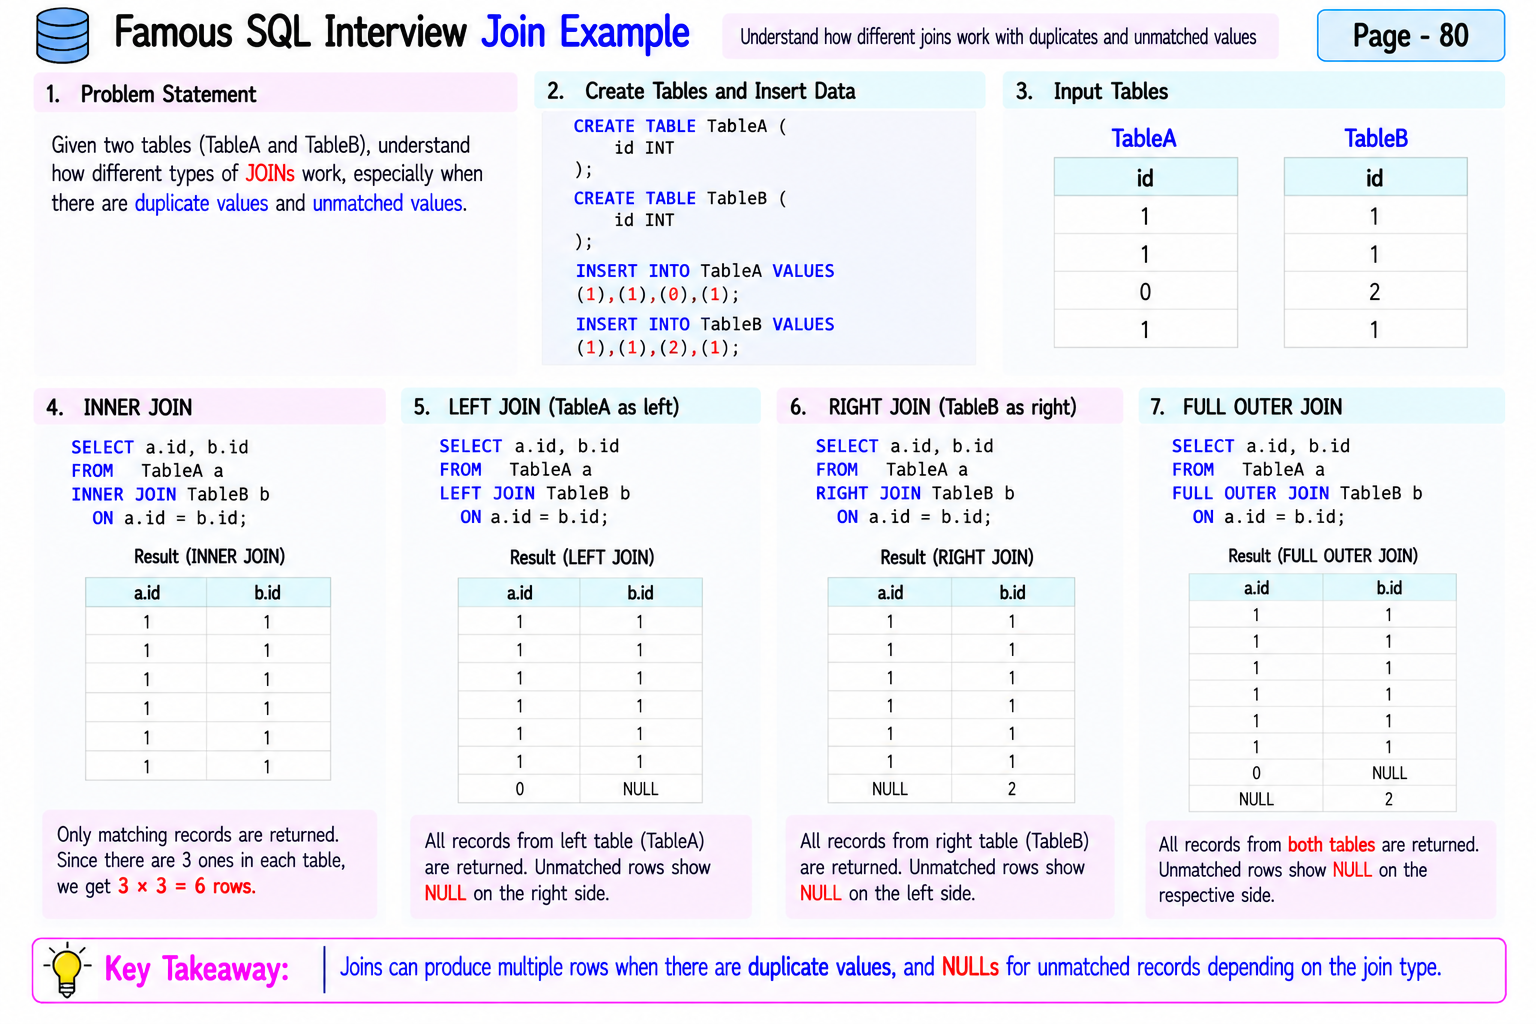 Famous SQL Interview Join Example
Understand how different joins work with duplicates and unmatched values
Page - 80
1. Problem Statement
Given two tables (TableA and TableB), understand
how different types of JOINs work, especially when
there are duplicate values and unmatched values.
2. Create Tables and Insert Data
CREATE TABLE TableA (
id INT
);
CREATE TABLE TableB (
id INT
);
INSERT INTO TableA VALUES
(1),(1),(0),(1);
INSERT INTO TableB VALUES
(1),(1),(2),(1);
3. Input Tables
TableA
id
1
1
0
1
TableB
id
1
1
2
1
4. INNER JOIN
SELECT a.id, b.id
FROM TableA a
INNER JOIN TableB b
ON a.id = b.id;
Result (INNER JOIN)
a.id b.id
1 1
1 1
1 1
1 1
1 1
1 1
Only matching records are returned.
Since there are 3 ones in each table,
we get 3 × 3 = 6 rows.
5. LEFT JOIN (TableA as left)
SELECT a.id, b.id
FROM TableA a
LEFT JOIN TableB b
ON a.id = b.id;
Result (LEFT JOIN)
a.id b.id
1 1
1 1
1 1
1 1
1 1
1 1
0 NULL
All records from left table (TableA)
are returned. Unmatched rows show
NULL on the right side.
6. RIGHT JOIN (TableB as right)
SELECT a.id, b.id
FROM TableA a
RIGHT JOIN TableB b
ON a.id = b.id;
Result (RIGHT JOIN)
a.id b.id
1 1
1 1
1 1
1 1
1 1
1 1
NULL 2
All records from right table (TableB)
are returned. Unmatched rows show
NULL on the left side.
7. FULL OUTER JOIN
SELECT a.id, b.id
FROM TableA a
FULL OUTER JOIN TableB b
ON a.id = b.id;
Result (FULL OUTER JOIN)
a.id b.id
1 1
1 1
1 1
1 1
1 1
1 1
0 NULL
NULL 2
All records from both tables are returned.
Unmatched rows show NULL on the
respective side.
Key Takeaway:
Joins can produce multiple rows when there are duplicate values, and NULLs for unmatched records depending on the join type.